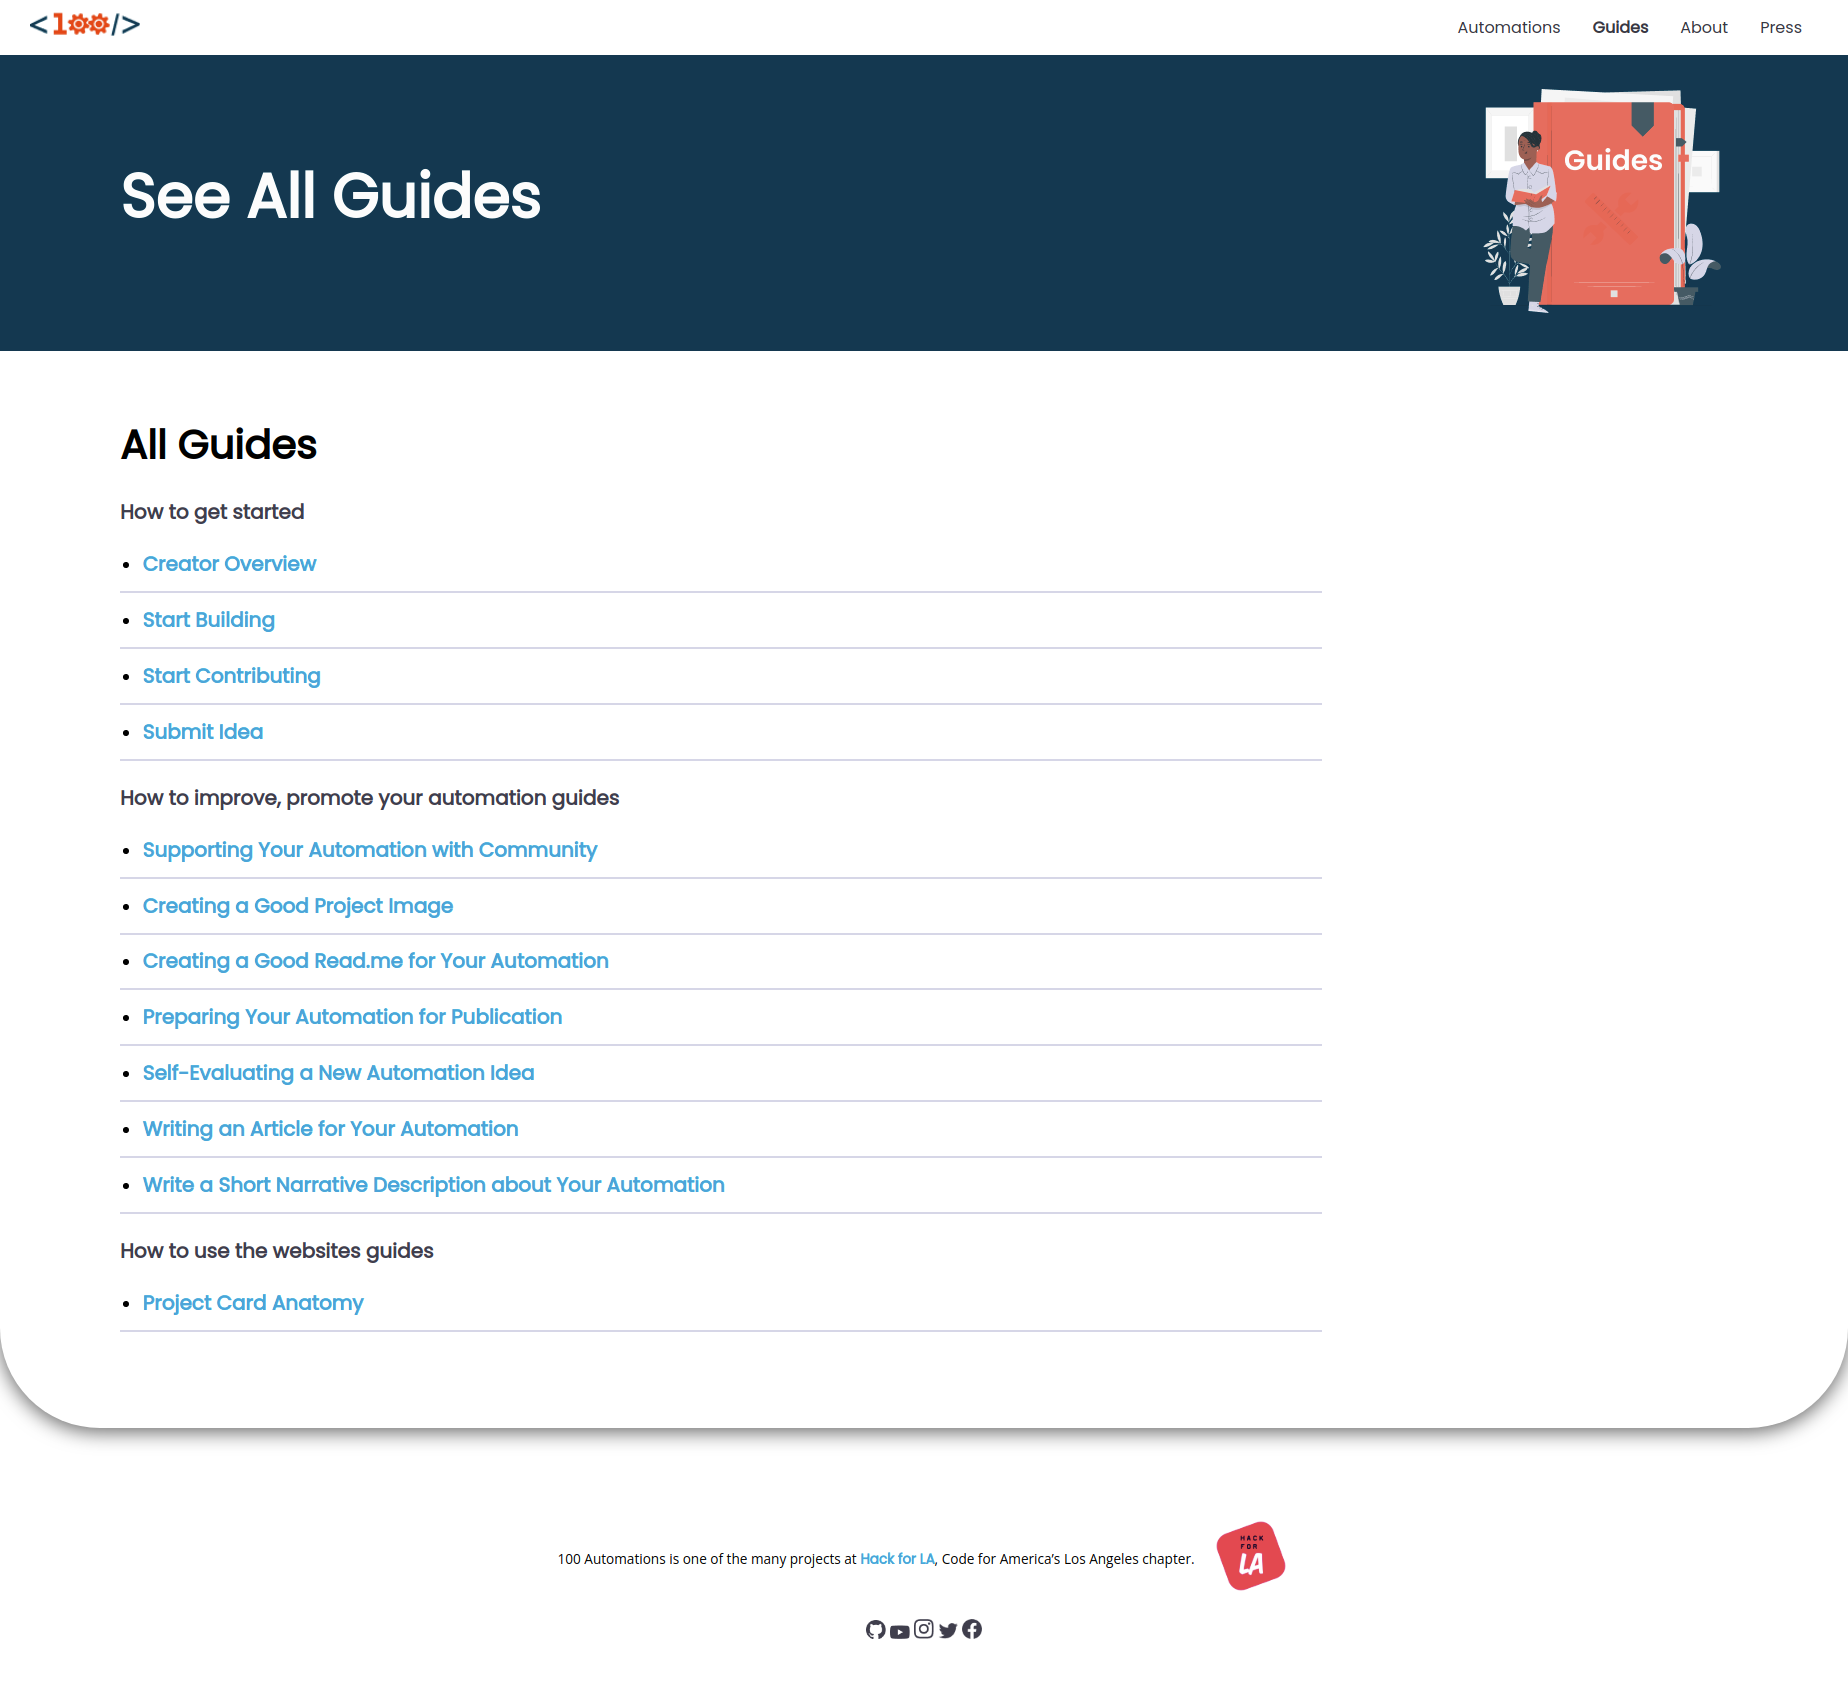 <100/>
Automations Guides About Press
See All Guides
Guides
All Guides
How to get started
Creator Overview
Start Building
Start Contributing
Submit Idea
How to improve, promote your automation guides
Supporting Your Automation with Community
Creating a Good Project Image
Creating a Good Read.me for Your Automation
Preparing Your Automation for Publication
Self-Evaluating a New Automation Idea
Writing an Article for Your Automation
Write a Short Narrative Description about Your Automation
How to use the websites guides
Project Card Anatomy
100 Automations is one of the many projects at Hack for LA, Code for America’s Los Angeles chapter.
HACK
FOR
LA